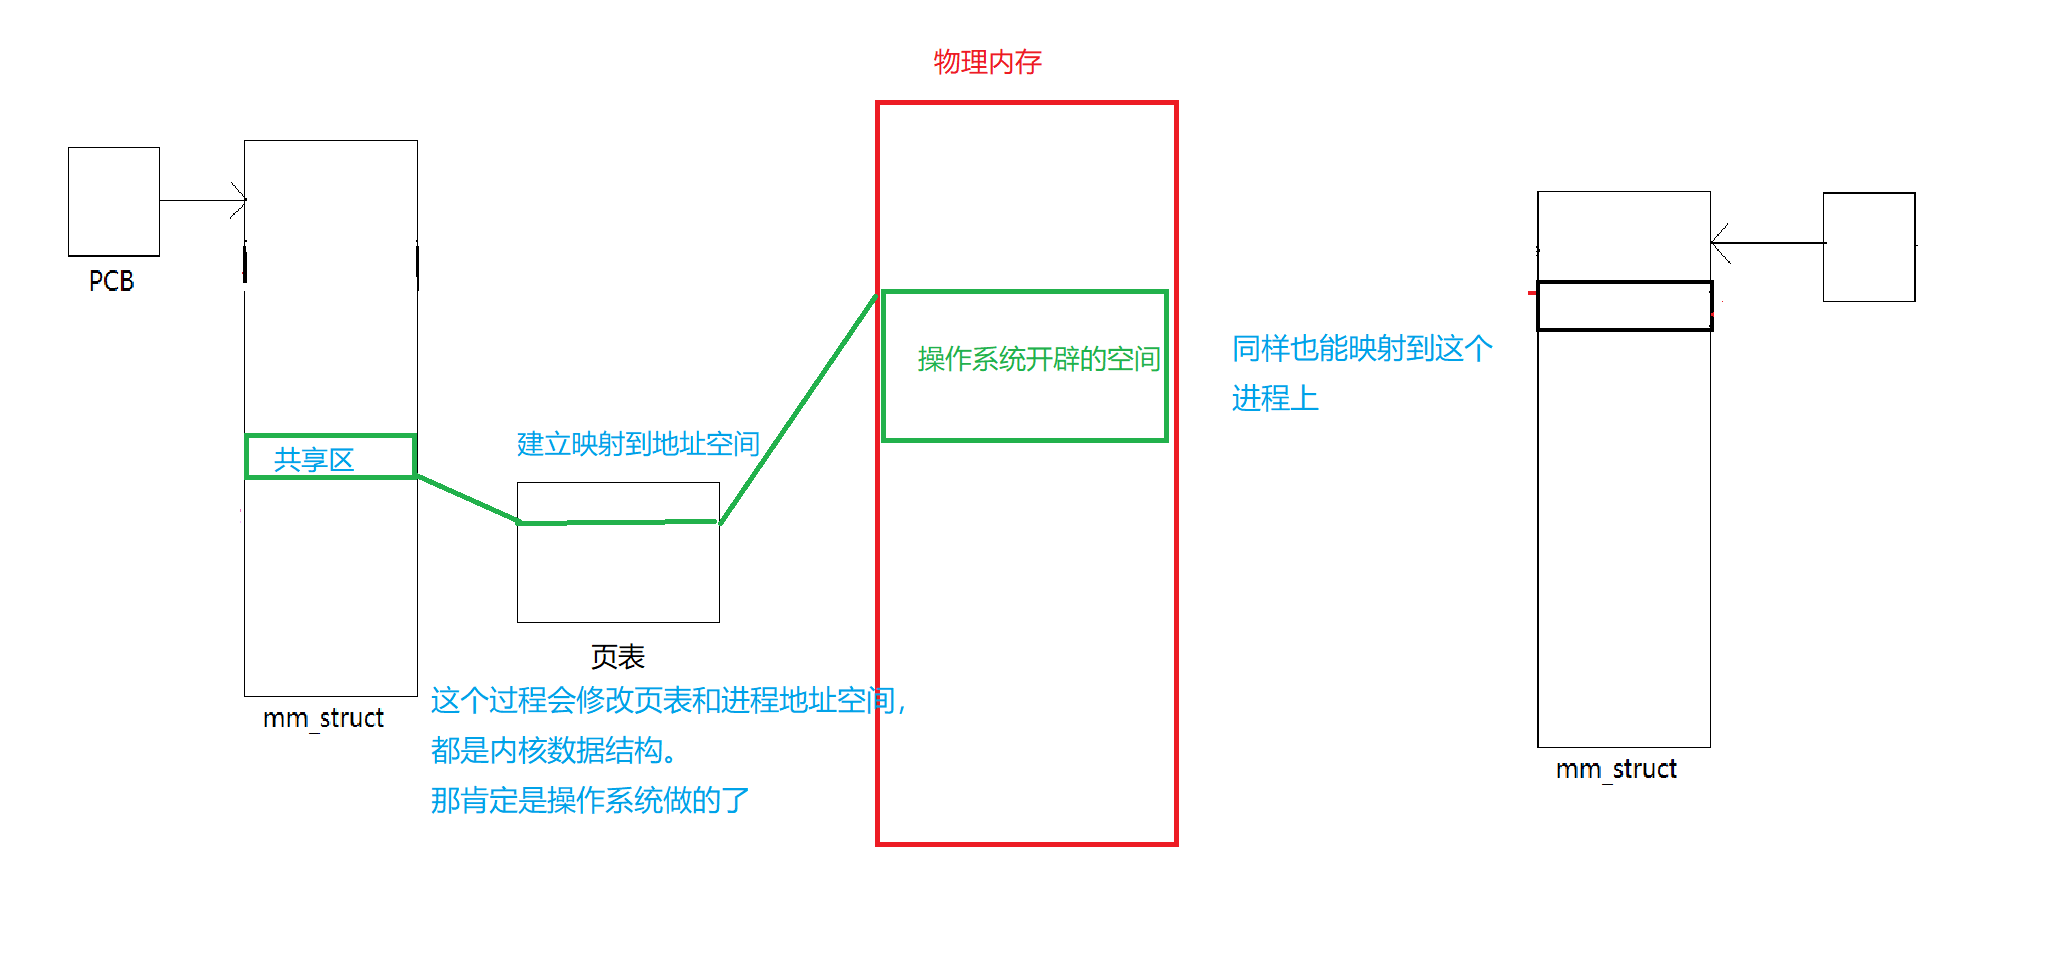 物理内存
PCB
操作系统开辟的空间
同样也能映射到这个
进程上
建立映射到地址空间
共享区
页表
这个过程会修改页表和进程地址空间，
都是内核数据结构。
那肯定是操作系统做的了
mm_struct
mm_struct